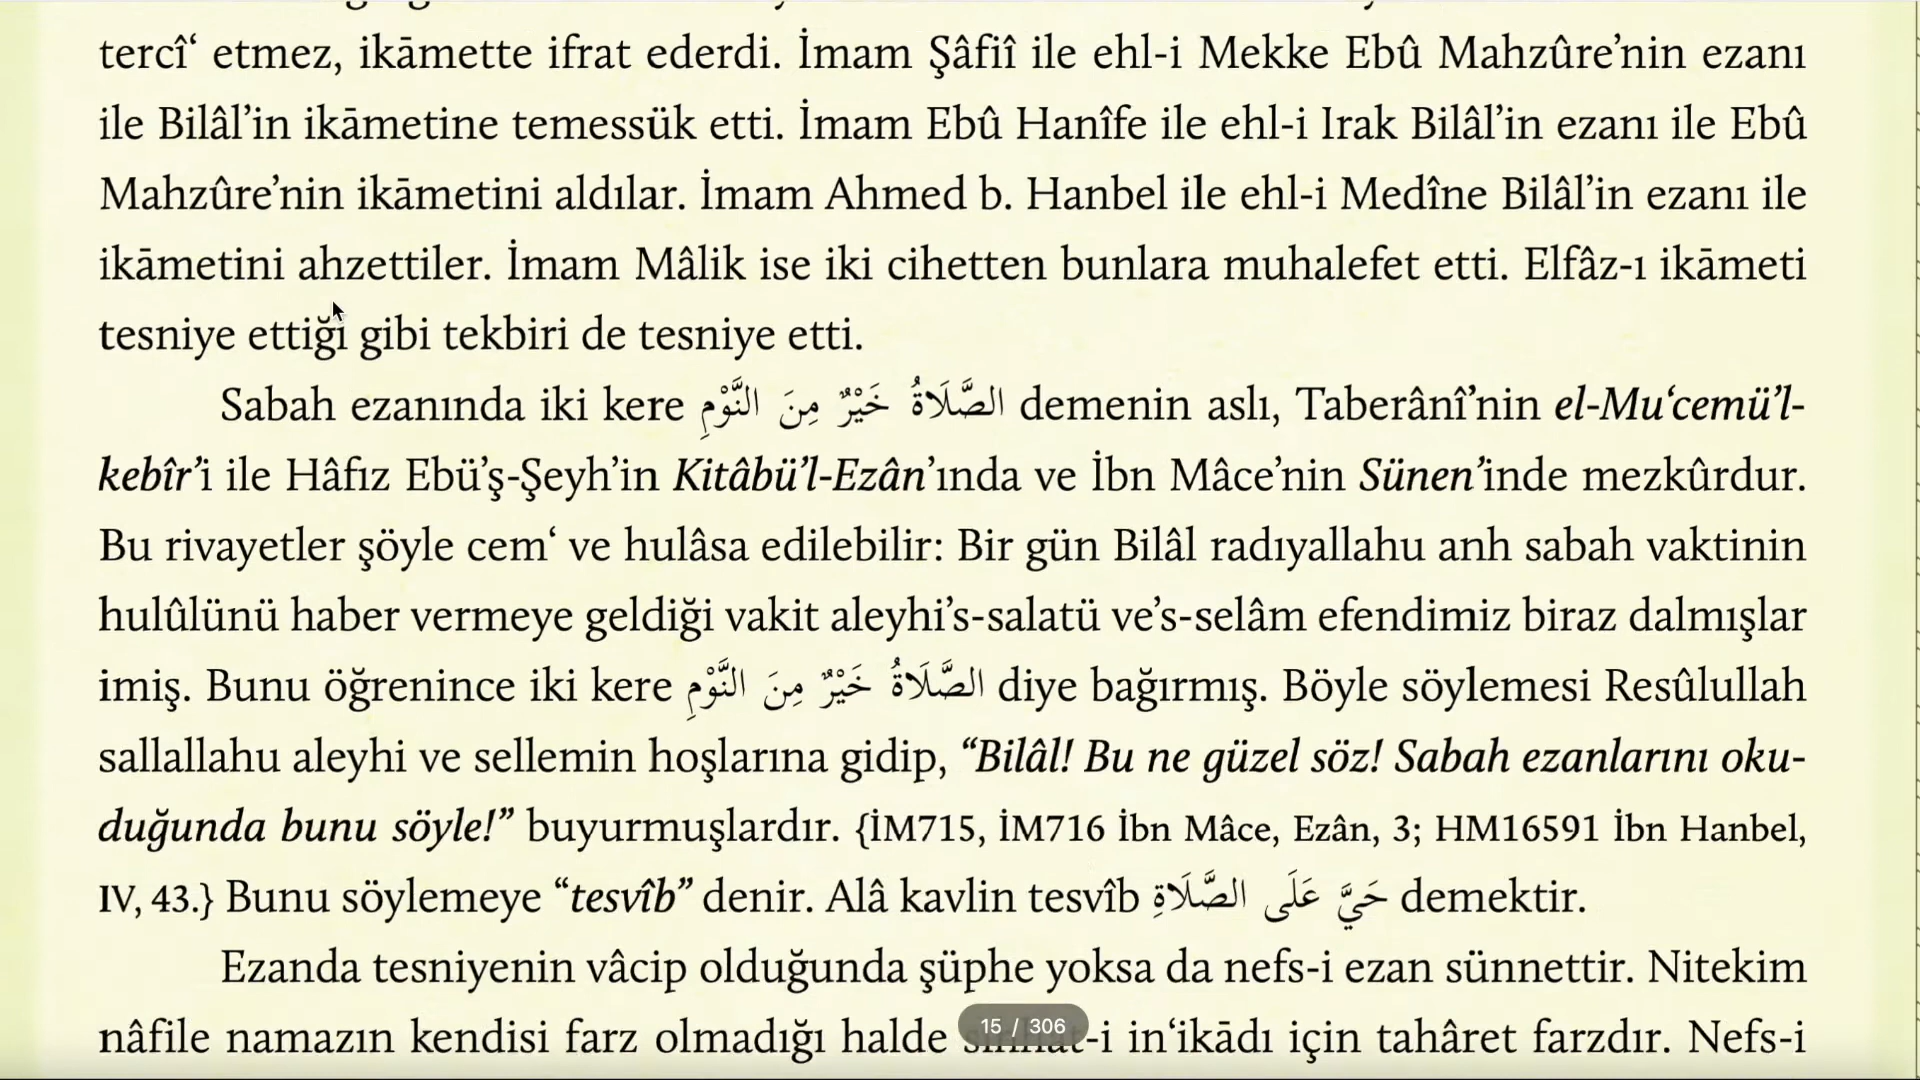 tercî‘ etmez, ikāmette ifrat ederdi. İmam Şâfiî ile ehl-i Mekke Ebû Mahzûre’nin ezanı
ile Bilâl’in ikāmetine temessük etti. İmam Ebû Hanîfe ile ehl-i Irak Bilâl’in ezanı ile Ebû
Mahzûre’nin ikāmetini aldılar. İmam Ahmed b. Hanbel ile ehl-i Medîne Bilâl’in ezanı ile
ikāmetini ahzettiler. İmam Mâlik ise iki cihetten bunlara muhalefet etti. Elfâz-ı ikāmeti
tesniye ettiği gibi tekbiri de tesniye etti.
Sabah ezanında iki kere الصَّلَاةُ خَيْرٌ مِنَ النَّوْمِ demenin aslı, Taberânî’nin el-Mu‘cemü’l-
kebîr’i ile Hâfız Ebü’ş-Şeyh’in Kitâbü’l-Ezân’ında ve İbn Mâce’nin Sünen’inde mezkûrdur.
Bu rivayetler şöyle cem‘ ve hulâsa edilebilir: Bir gün Bilâl radıyallahu anh sabah vaktinin
hulûlünü haber vermeye geldiği vakit aleyhi’s-salatü ve’s-selâm efendimiz biraz dalmışlar
imiş. Bunu öğrenince iki kere الصَّلَاةُ خَيْرٌ مِنَ النَّوْمِ diye bağırmış. Böyle söylemesi Resûlullah
sallallahu aleyhi ve sellemin hoşlarına gidip, “Bilâl! Bu ne güzel söz! Sabah ezanlarını oku-
duğunda bunu söyle!” buyurmuşlardır. {İM715, İM716 İbn Mâce, Ezân, 3; HM16591 İbn Hanbel,
IV, 43.} Bunu söylemeye “tesvîb” denir. Alâ kavlin tesvîb حَيَّ عَلَى الصَّلَاةِ demektir.
Ezanda tesniyenin vâcip olduğunda şüphe yoksa da nefs-i ezan sünnettir. Nitekim
nâfile namazın kendisi farz olmadığı halde -i in‘ikādı için tahâret farzdır. Nefs-i
15 / 306